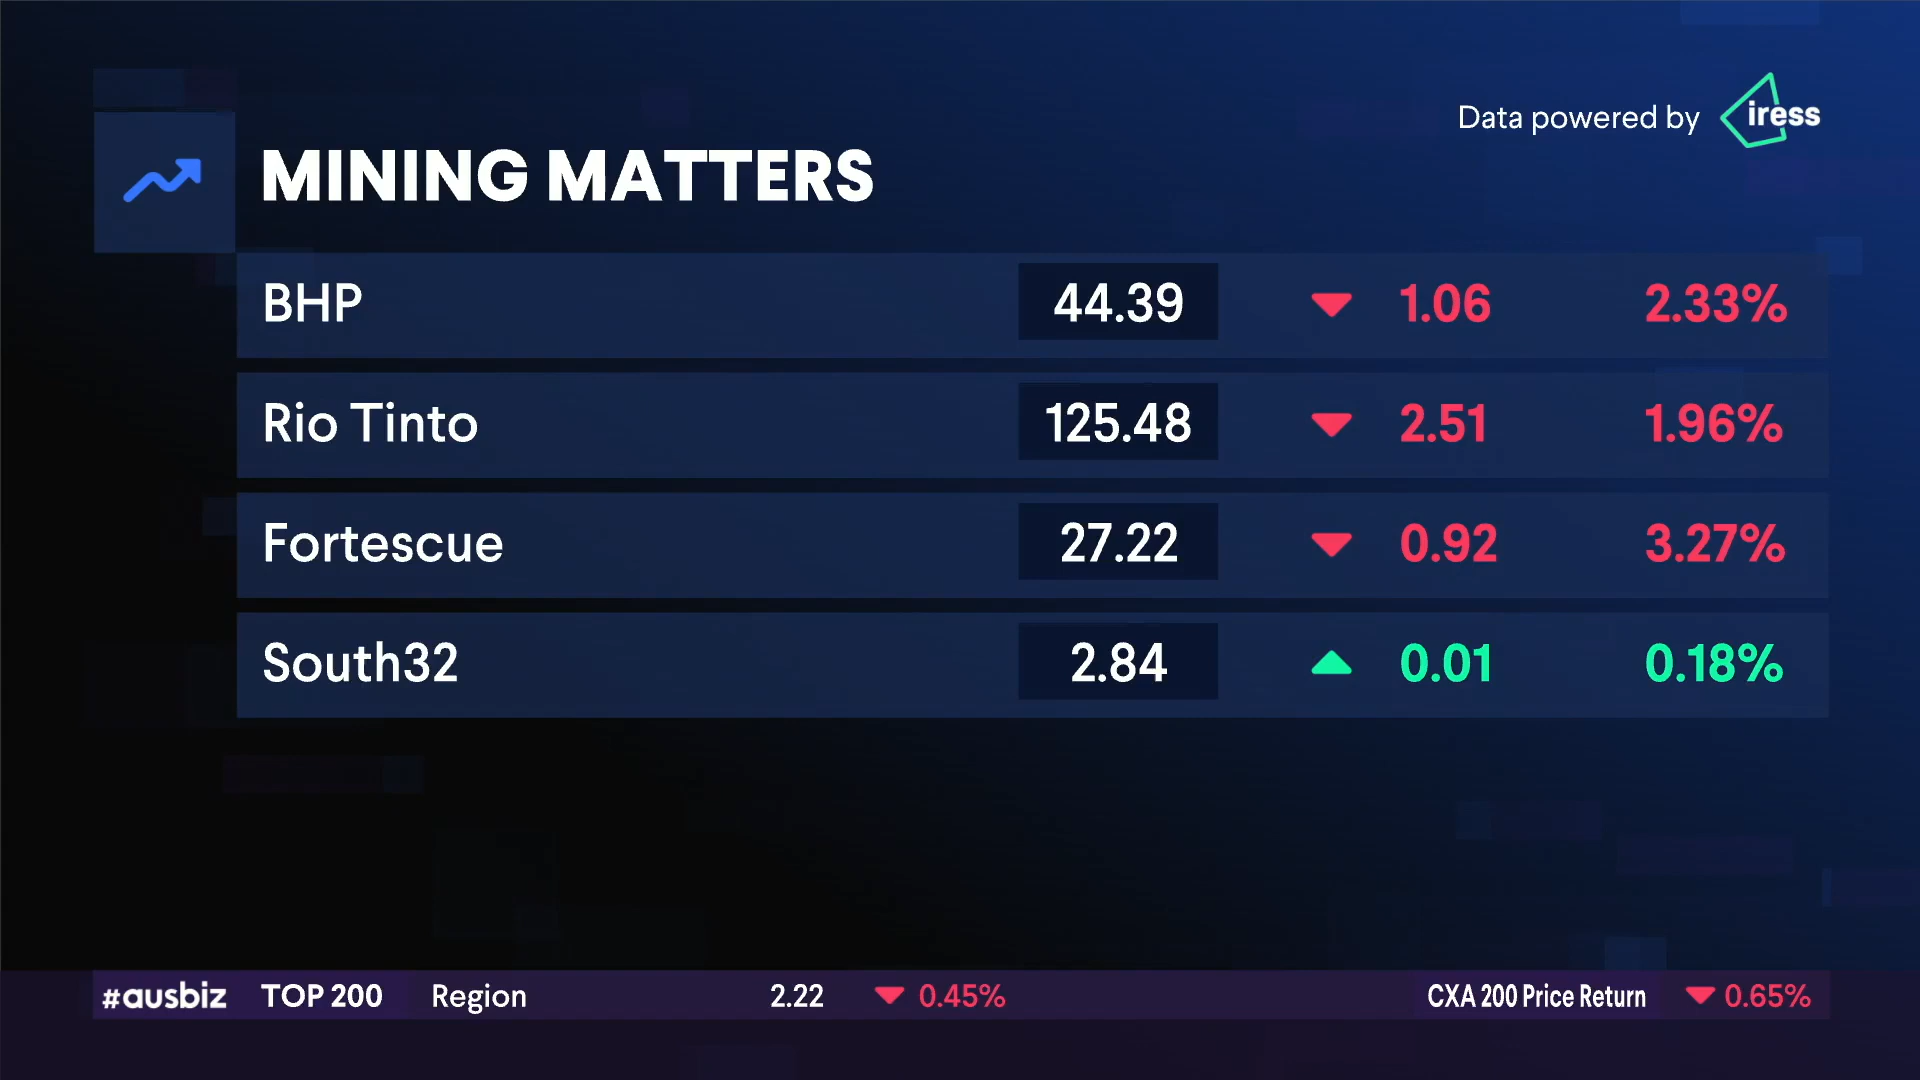 Data powered by iress
MINING MATTERS
BHP 44.39 1.06 2.33%
Rio Tinto 125.48 2.51 1.96%
Fortescue 27.22 0.92 3.27%
South32 2.84 0.01 0.18%
#ausbiz TOP 200 Region 2.22 0.45% CXA 200 Price Return 0.65%